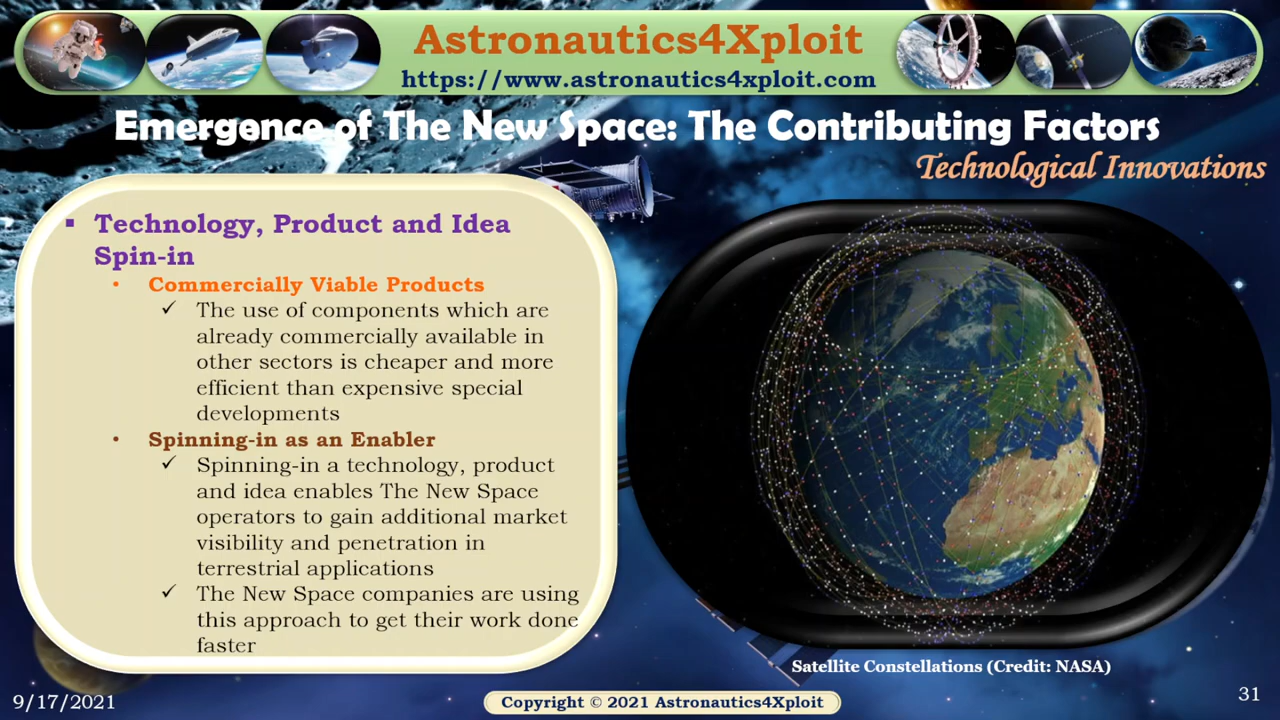 Astronautics4Xploit
https://www.astronautics4xploit.com
Emergence of The New Space: The Contributing Factors
Technological Innovations
▪ Technology, Product and Idea
Spin-in
• Commercially Viable Products
✓ The use of components which are
already commercially available in
other sectors is cheaper and more
efficient than expensive special
developments
• Spinning-in as an Enabler
✓ Spinning-in a technology, product
and idea enables The New Space
operators to gain additional market
visibility and penetration in
terrestrial applications
✓ The New Space companies are using
this approach to get their work done
faster
Satellite Constellations (Credit: NASA)
9/17/2021
Copyright © 2021 Astronautics4Xploit
31